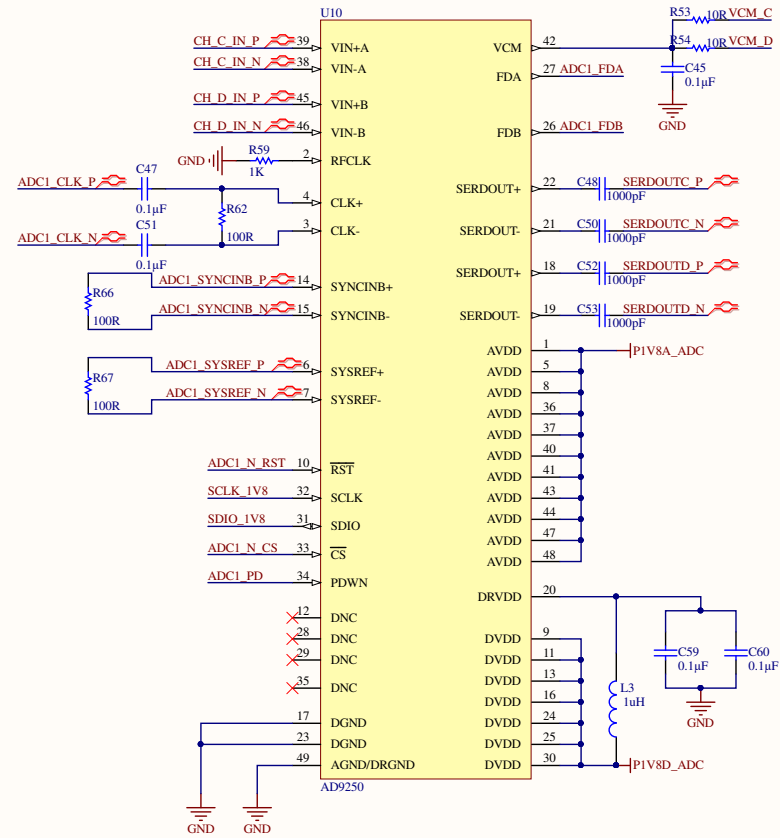 U10
CH_C_IN_P 39 VIN+A VCM 42 R53 10R VCM_C
CH_C_IN_N 38 VIN-A R54 10R VCM_D
FDA 27 ADC1_FDA C45
0.1µF
CH_D_IN_P 45 VIN+B
GND
CH_D_IN_N 46 VIN-B FDB 26 ADC1_FDB
GND R59 2 RFCLK
1K
ADC1_CLK_P C47 4 CLK+ SERDOUT+ 22 C48 SERDOUTC_P
0.1µF R62 1000pF
100R
ADC1_CLK_N C51 3 CLK- SERDOUT- 21 C50 SERDOUTC_N
0.1µF 1000pF
SERDOUT+ 18 C52 SERDOUTD_P
1000pF
R66 ADC1_SYNCINB_P 14 SYNCINB+
100R ADC1_SYNCINB_N 15 SYNCINB- SERDOUT- 19 C53 SERDOUTD_N
1000pF
AVDD 1 P1V8A_ADC
R67 ADC1_SYSREF_P 6 SYSREF+ AVDD 5
100R ADC1_SYSREF_N 7 SYSREF- AVDD 8
AVDD 36
AVDD 37
AVDD 40
ADC1_N_RST 10 RST AVDD 41
SCLK_1V8 32 SCLK AVDD 43
SDIO_1V8 31 SDIO AVDD 44
AVDD 47
ADC1_N_CS 33 CS AVDD 48
ADC1_PD 34 PDWN
DRVDD 20
12 DNC
28 DNC DVDD 9
29 DNC DVDD 11 C59 C60
0.1µF 0.1µF
DVDD 13
35 DNC L3
1uH
DVDD 16
GND
17 DGND DVDD 24
23 DGND DVDD 25
49 AGND/DRGND DVDD 30 P1V8D_ADC
AD9250
GND GND